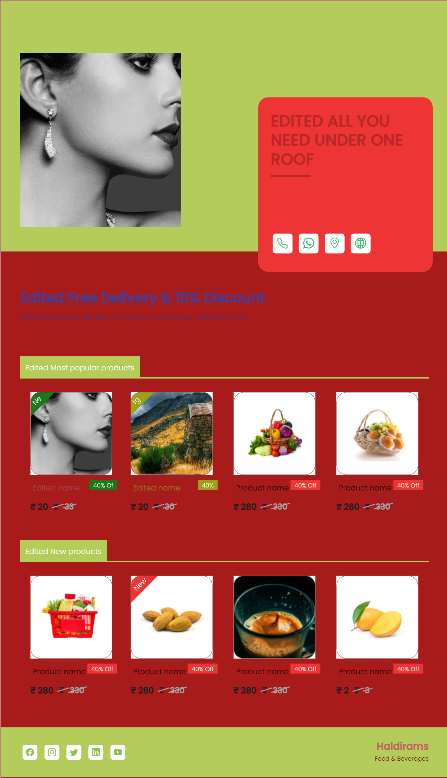 EDITED ALL YOU
NEED UNDER ONE
ROOF
Edited Free Delivery & 10% Discount
Edited Most popular products
Edited name
40% Off
₹ 20 ₹ 33
Edited name
40%
₹ 20 ₹ 30
Product name
40% Off
₹ 280 ₹ 330
Product name
40% Off
₹ 280 ₹ 330
Edited New products
Product name
40% Off
₹ 280 ₹ 330
New
Product name
40% Off
₹ 280 ₹ 330
Product name
40% Off
₹ 280 ₹ 330
Product name
40% Off
₹ 2 ₹ 3
Haldirams
Food & Beverages